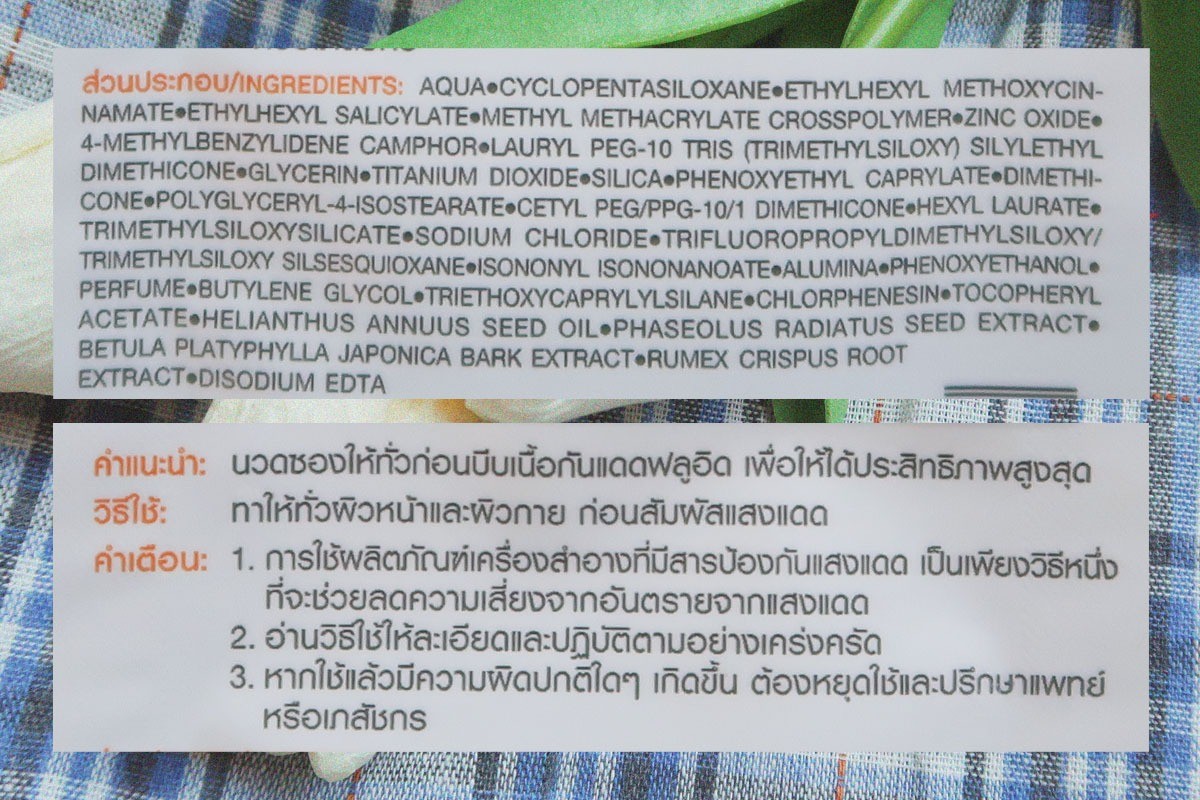 ส่วนประกอบ/INGREDIENTS: AQUA•CYCLOPENTASILOXANE•ETHYLHEXYL METHOXYCIN-
NAMATE•ETHYLHEXYL SALICYLATE•METHYL METHACRYLATE CROSSPOLYMER•ZINC OXIDE•
4-METHYLBENZYLIDENE CAMPHOR•LAURYL PEG-10 TRIS (TRIMETHYLSILOXY) SILYLETHYL
DIMETHICONE•GLYCERIN•TITANIUM DIOXIDE•SILICA•PHENOXYETHYL CAPRYLATE•DIMETHI-
CONE•POLYGLYCERYL-4-ISOSTEARATE•CETYL PEG/PPG-10/1 DIMETHICONE•HEXYL LAURATE•
TRIMETHYLSILOXYSILICATE•SODIUM CHLORIDE•TRIFLUOROPROPYLDIMETHYLSILOXY/
TRIMETHYLSILOXY SILSESQUIOXANE•ISONONYL ISONONANOATE•ALUMINA•PHENOXYETHANOL•
PERFUME•BUTYLENE GLYCOL•TRIETHOXYCAPRYLYLSILANE•CHLORPHENESIN•TOCOPHERYL
ACETATE•HELIANTHUS ANNUUS SEED OIL•PHASEOLUS RADIATUS SEED EXTRACT•
BETULA PLATYPHYLLA JAPONICA BARK EXTRACT•RUMEX CRISPUS ROOT
EXTRACT•DISODIUM EDTA
คำแนะนำ: นวดซองให้ทั่วก่อนบีบเนื้อกันแดดฟลูอิด เพื่อให้ได้ประสิทธิภาพสูงสุด
วิธีใช้: ทาให้ทั่วผิวหน้าและผิวกาย ก่อนสัมผัสแสงแดด
คำเตือน: 1. การใช้ผลิตภัณฑ์เครื่องสำอางที่มีสารป้องกันแสงแดด เป็นเพียงวิธีหนึ่ง
ที่จะช่วยลดความเสี่ยงจากอันตรายจากแสงแดด
2. อ่านวิธีใช้ให้ละเอียดและปฏิบัติตามอย่างเคร่งครัด
3. หากใช้แล้วมีความผิดปกติใดๆ เกิดขึ้น ต้องหยุดใช้และปรึกษาแพทย์
หรือเภสัชกร